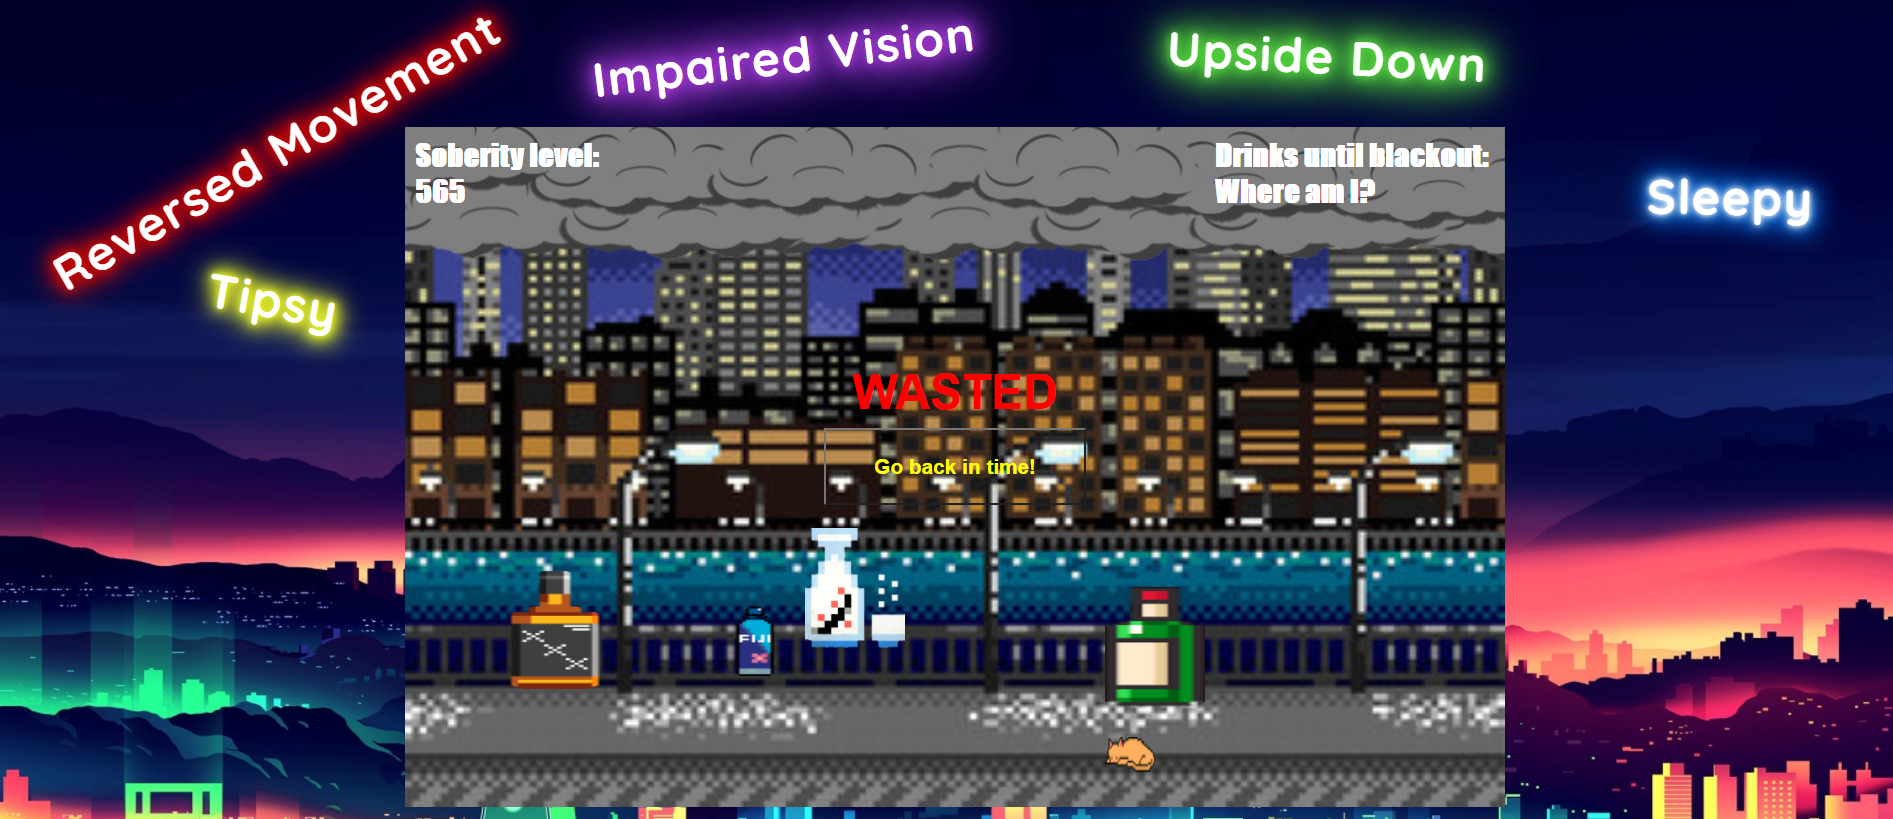 Reversed Movement
Impaired Vision
Upside Down
Tipsy
Sleepy
Soberity level:
565
Drinks until blackout:
Where am I?
WASTED
Go back in time!
FIJI